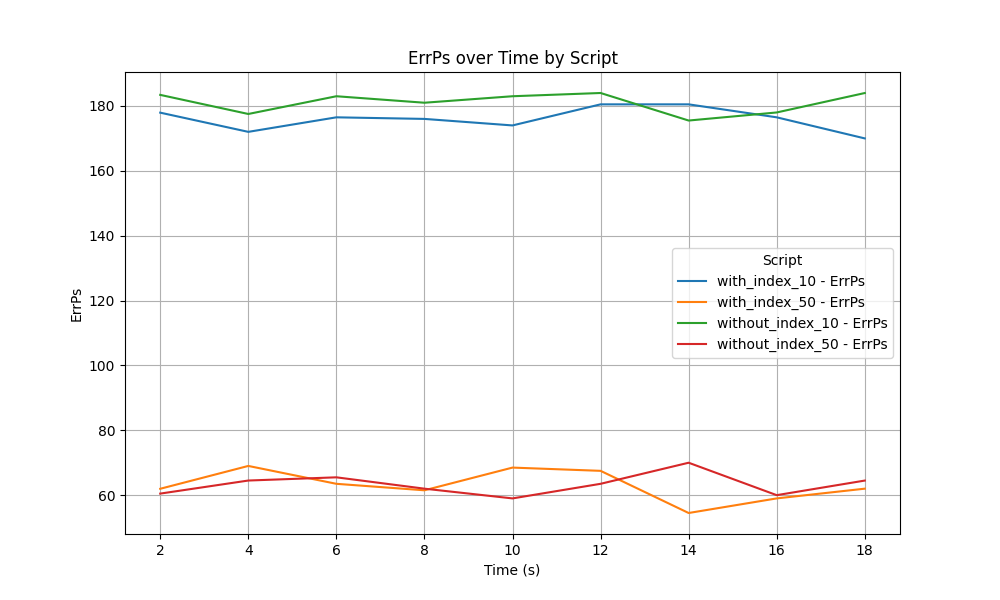 ErrPs over Time by Script
ErrPs
180
160
140
120
100
80
60
Script
with_index_10 - ErrPs
with_index_50 - ErrPs
without_index_10 - ErrPs
without_index_50 - ErrPs
2 4 6 8 10 12 14 16 18
Time (s)